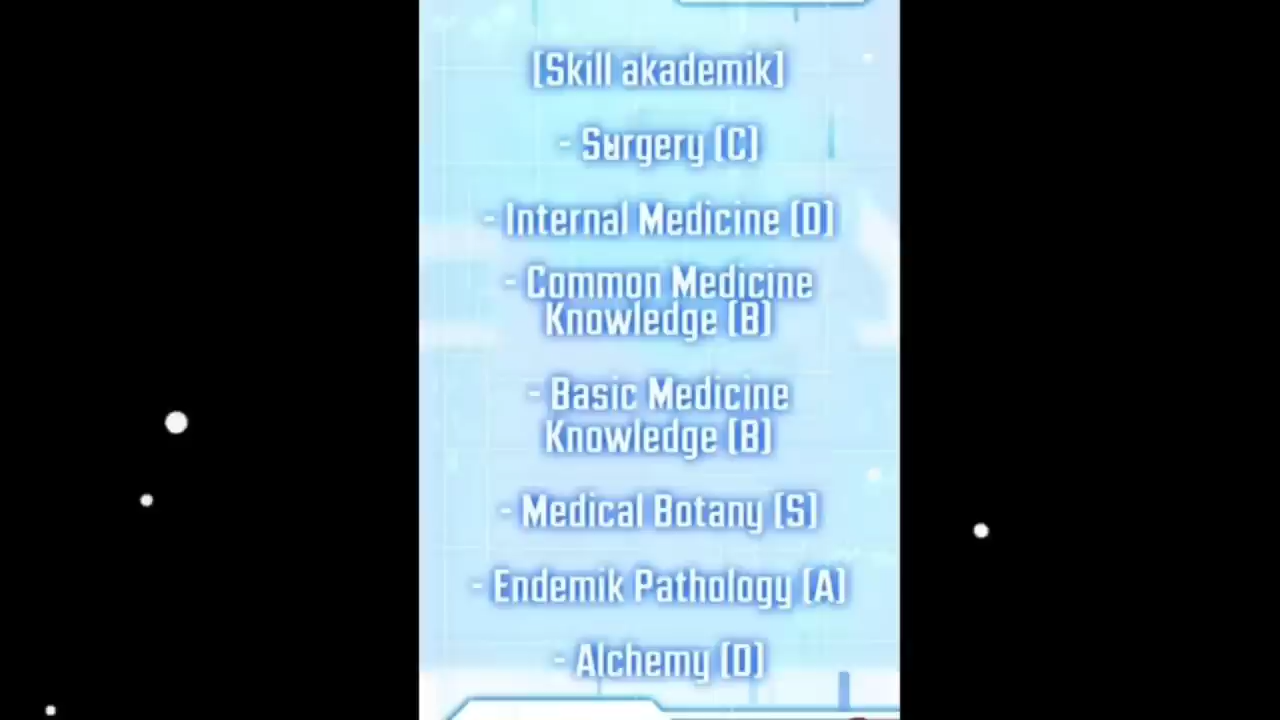 [Skill akademik]
- Surgery [C]
- Internal Medicine [D]
- Common Medicine
Knowledge [B]
- Basic Medicine
Knowledge [B]
- Medical Botany [S]
- Endemik Pathology [A]
- Alchemy [D]